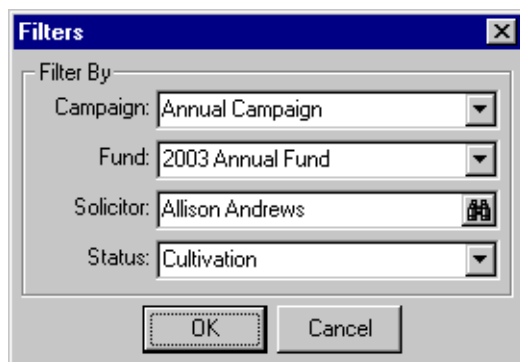 Filters
Filter By
Campaign: Annual Campaign
Fund: 2003 Annual Fund
Solicitor: Allison Andrews
Status: Cultivation
OK Cancel